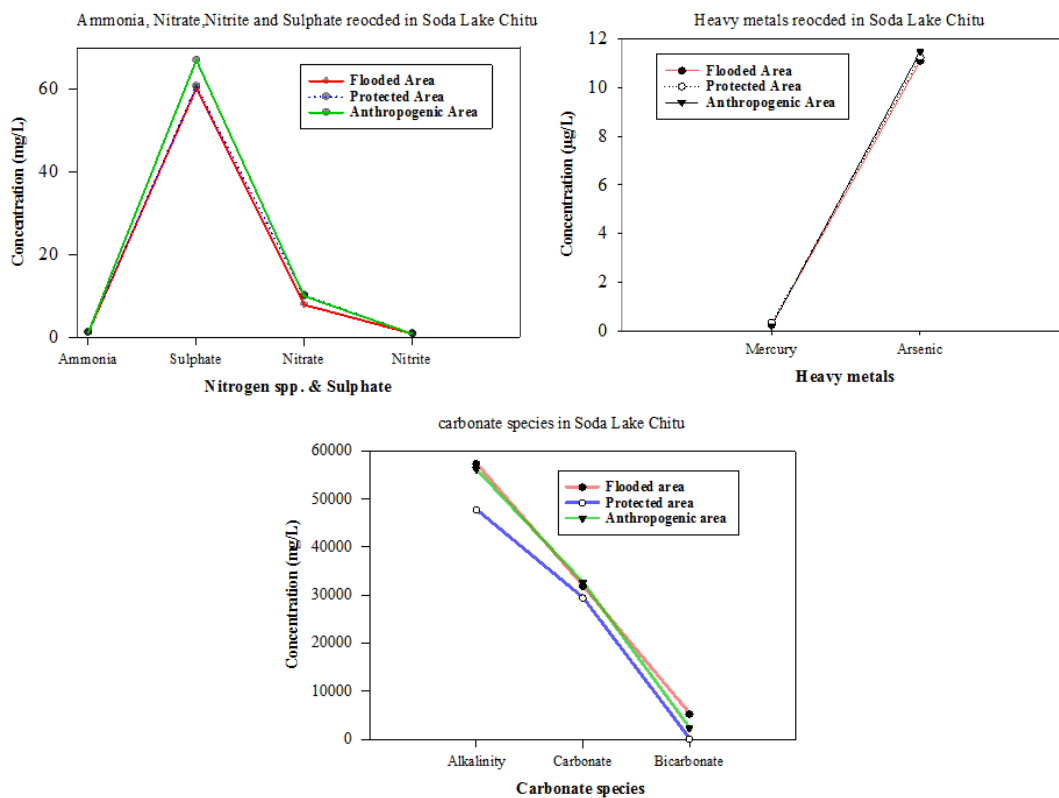 Ammonia, Nitrate,Nitrite and Sulphate reocded in Soda Lake Chitu
Concentration (mg/L)
60
40
20
0
Flooded Area
Protected Area
Anthropogenic Area
Ammonia Sulphate Nitrate Nitrite
Nitrogen spp. & Sulphate
Heavy metals reocded in Soda Lake Chitu
Concentration (µg/L)
12
10
8
6
4
2
0
Flooded Area
Protected Area
Anthropogenic Area
Mercury Arsenic
Heavy metals
carbonate species in Soda Lake Chitu
Concentration (mg/L)
60000
50000
40000
30000
20000
10000
0
Flooded area
Protected area
Anthropogenic area
Alkalinity Carbonate Bicarbonate
Carbonate species